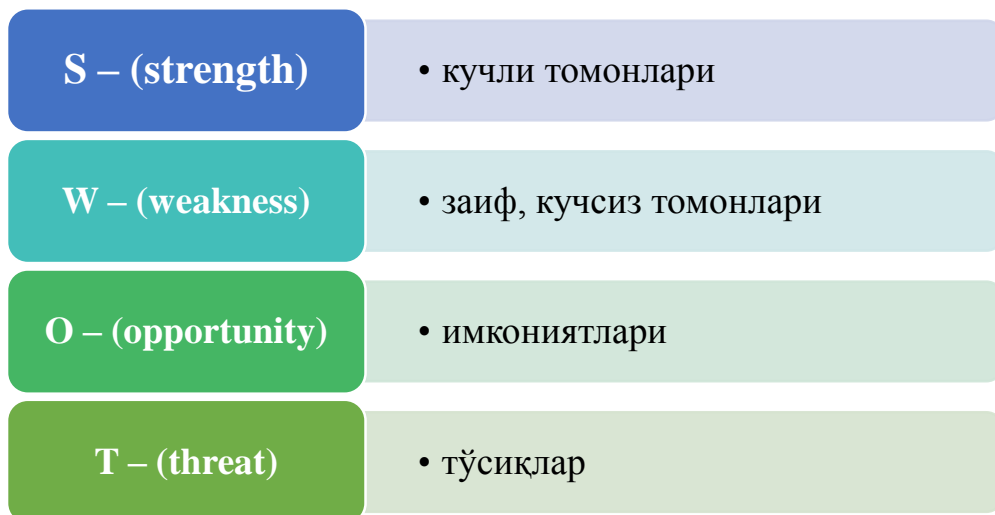 S – (strength)
• кучли томонлари
W – (weakness)
• заиф, кучсиз томонлари
O – (opportunity)
• имкониятлари
T – (threat)
• тўсиқлар